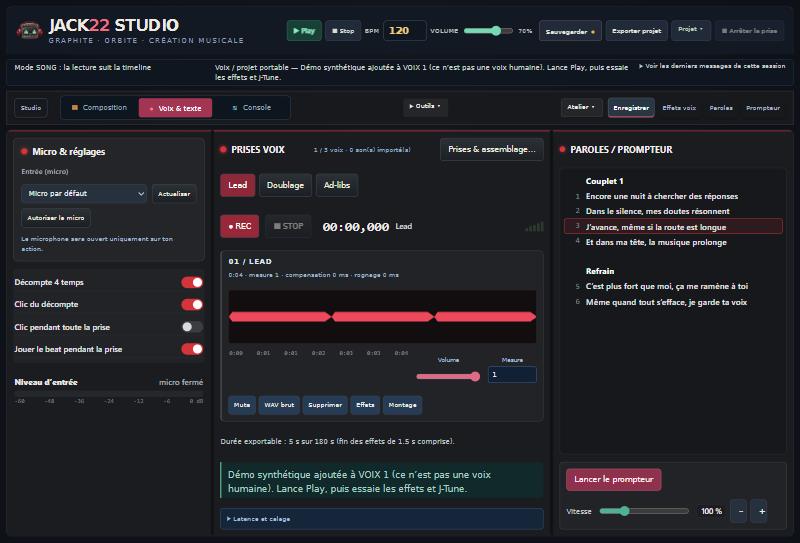 JACK22 STUDIO
GRAPHITE · ORBITE · CRÉATION MUSICALE
▶ Play
■ Stop
BPM
120
VOLUME
70%
Sauvegarder
Exporter projet
Projet
■ Arrêter la prise
Mode SONG : la lecture suit la timeline
Voix / projet portable — Démo synthétique ajoutée à VOIX 1 (ce n’est pas une voix humaine). Lance Play, puis essaie
les effets et J-Tune.
▶ Voir les derniers messages de cette session
Studio
Composition
Voix & texte
Console
▶ Outils
Atelier
Enregistrer
Effets voix
Paroles
Prompteur
Micro & réglages
Entrée (micro)
Micro par défaut
Actualiser
Autoriser le micro
Le microphone sera ouvert uniquement sur ton
action.
Décompte 4 temps
Clic du décompte
Clic pendant toute la prise
Jouer le beat pendant la prise
Niveau d’entrée
micro fermé
-60 -48 -36 -24 -12 -6 0 dB
PRISES VOIX
1 / 3 voix · 0 son(s) importé(s)
Prises & assemblage...
Lead
Doublage
Ad-libs
● REC
■ STOP
00:00,000
Lead
01 / LEAD
0:04 · mesure 1 · compensation 0 ms · rognage 0 ms
0:00 0:01 0:01 0:02 0:03 0:03 0:04
Volume
Mesure
1
Mute
WAV brut
Supprimer
Effets
Montage
Durée exportable : 5 s sur 180 s (fin des effets de 1.5 s comprise).
Démo synthétique ajoutée à VOIX 1 (ce n’est pas une voix
humaine). Lance Play, puis essaie les effets et J-Tune.
▶ Latence et calage
PAROLES / PROMPTEUR
Couplet 1
1 Encore une nuit à chercher des réponses
2 Dans le silence, mes doutes résonnent
3 J’avance, même si la route est longue
4 Et dans ma tête, la musique prolonge
Refrain
5 C’est plus fort que moi, ça me ramène à toi
6 Même quand tout s’efface, je garde ta voix
Lancer le prompteur
Vitesse
100 %
−
+